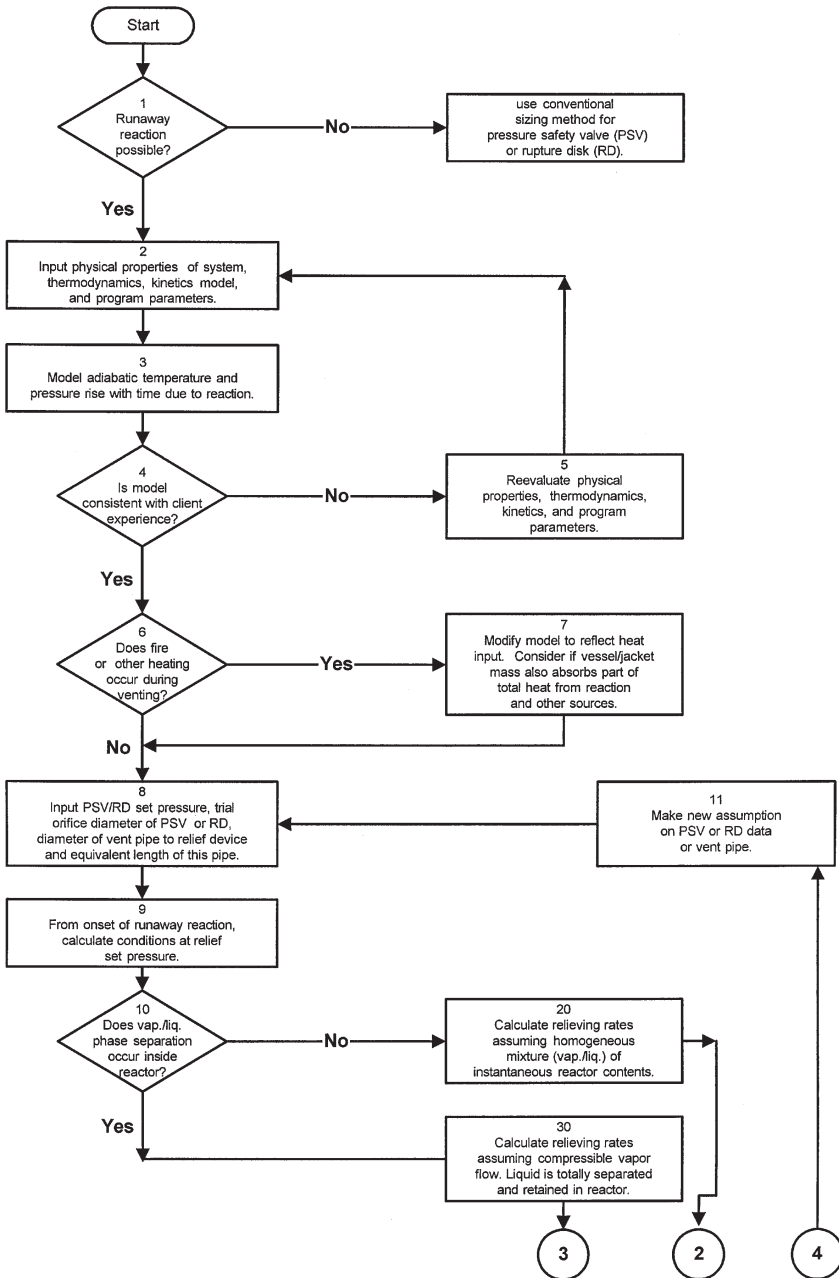 Start
1
Runaway
reaction
possible?
No
use conventional
sizing method for
pressure safety valve (PSV)
or rupture disk (RD).
Yes
2
Input physical properties of system,
thermodynamics, kinetics model,
and program parameters.
3
Model adiabatic temperature and
pressure rise with time due to reaction.
4
Is model
consistent with client
experience?
No
5
Reevaluate physical
properties, thermodynamics,
kinetics, and program
parameters.
Yes
6
Does fire
or other heating
occur during
venting?
Yes
7
Modify model to reflect heat
input. Consider if vessel/jacket
mass also absorbs part of
total heat from reaction
and other sources.
No
8
Input PSV/RD set pressure, trial
orifice diameter of PSV or RD,
diameter of vent pipe to relief device
and equivalent length of this pipe.
11
Make new assumption
on PSV or RD data
or vent pipe.
9
From onset of runaway reaction,
calculate conditions at relief
set pressure.
10
Does vap./liq.
phase separation
occur inside
reactor?
No
20
Calculate relieving rates
assuming homogeneous
mixture (vap./liq.) of
instantaneous reactor contents.
Yes
30
Calculate relieving rates
assuming compressible vapor
flow. Liquid is totally separated
and retained in reactor.
3
2
4